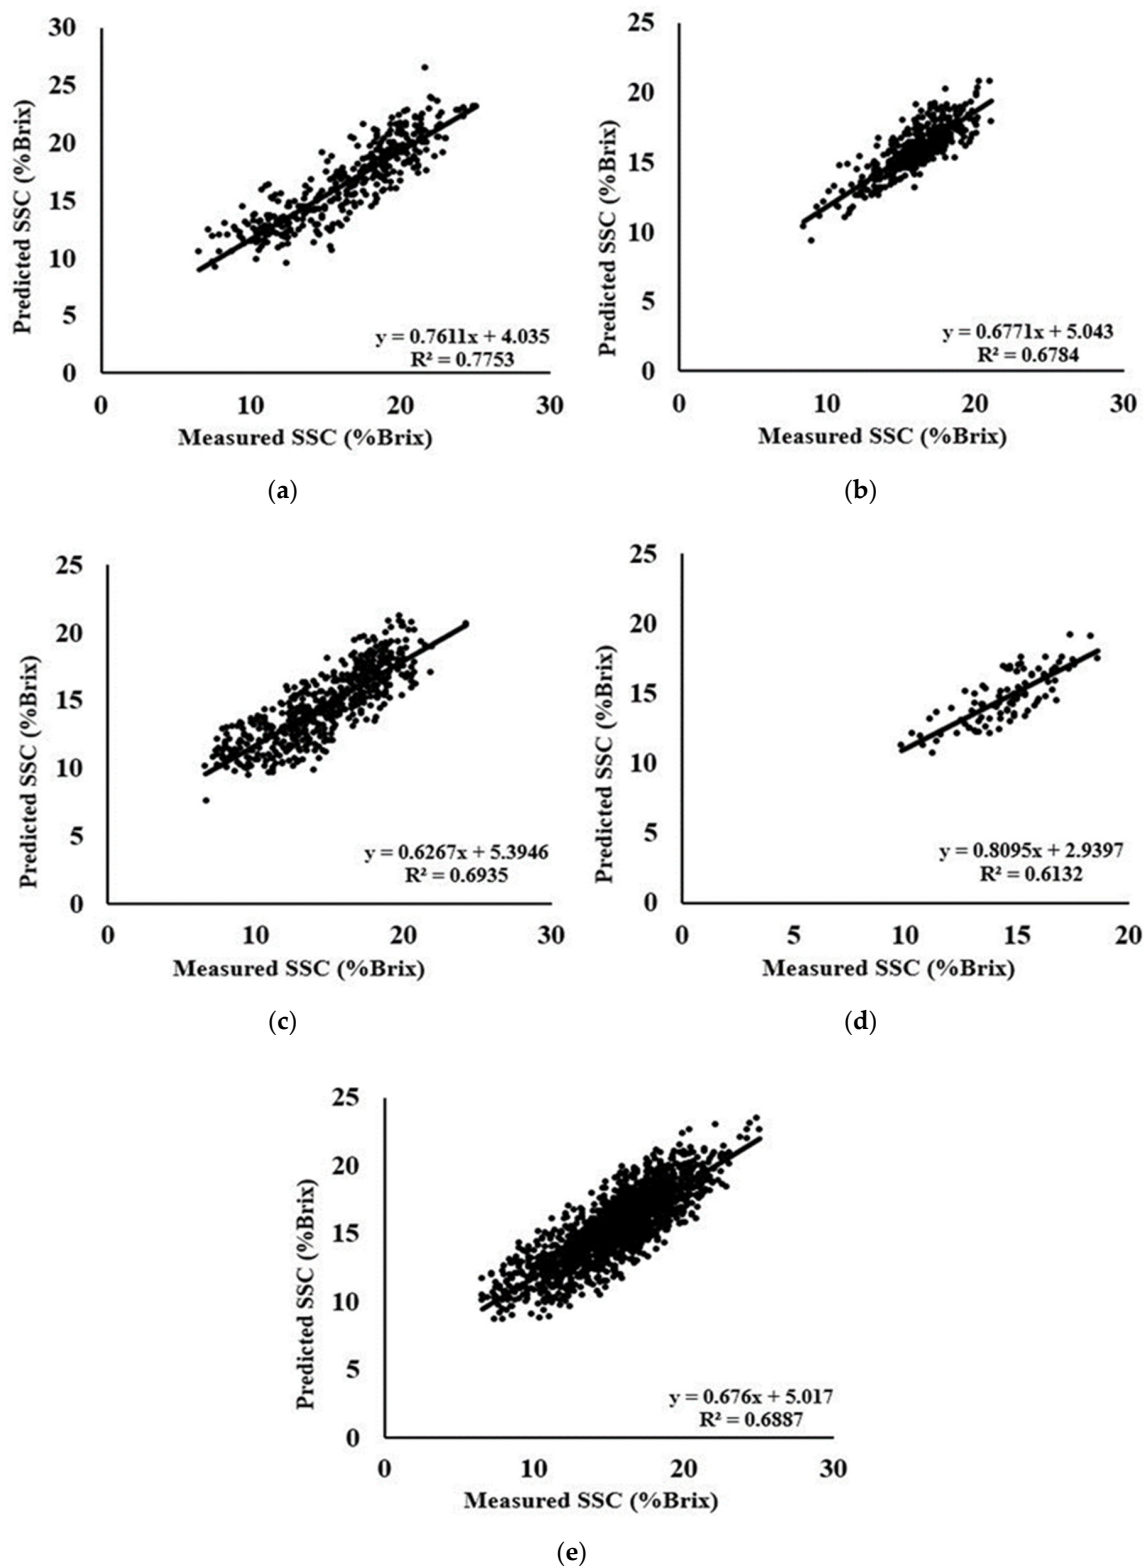 30
25
20
15
10
5
0
Predicted SSC (%Brix)
y = 0.7611x + 4.035
R² = 0.7753
0 10 20 30
Measured SSC (%Brix)
(a)
25
20
15
10
5
0
Predicted SSC (%Brix)
y = 0.6771x + 5.043
R² = 0.6784
0 10 20 30
Measured SSC (%Brix)
(b)
25
20
15
10
5
0
Predicted SSC (%Brix)
y = 0.6267x + 5.3946
R² = 0.6935
0 10 20 30
Measured SSC (%Brix)
(c)
25
20
15
10
5
0
Predicted SSC (%Brix)
y = 0.8095x + 2.9397
R² = 0.6132
0 5 10 15 20
Measured SSC (%Brix)
(d)
25
20
15
10
5
0
Predicted SSC (%Brix)
y = 0.676x + 5.017
R² = 0.6887
0 10 20 30
Measured SSC (%Brix)
(e)